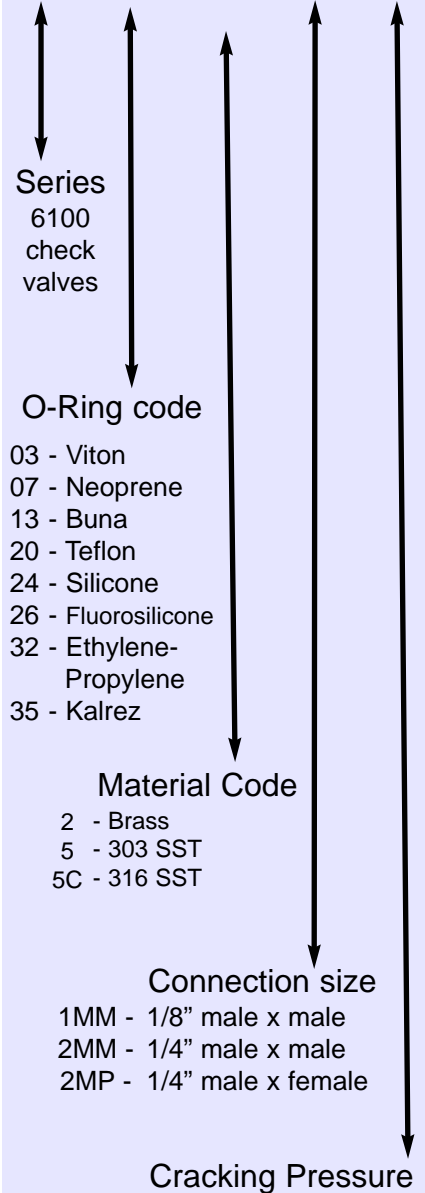 Series
6100
check
valves
O-Ring code
03 - Viton
07 - Neoprene
13 - Buna
20 - Teflon
24 - Silicone
26 - Fluorosilicone
32 - Ethylene-
Propylene
35 - Kalrez
Material Code
2 - Brass
5 - 303 SST
5C - 316 SST
Connection size
1MM - 1/8” male x male
2MM - 1/4” male x male
2MP - 1/4” male x female
Cracking Pressure